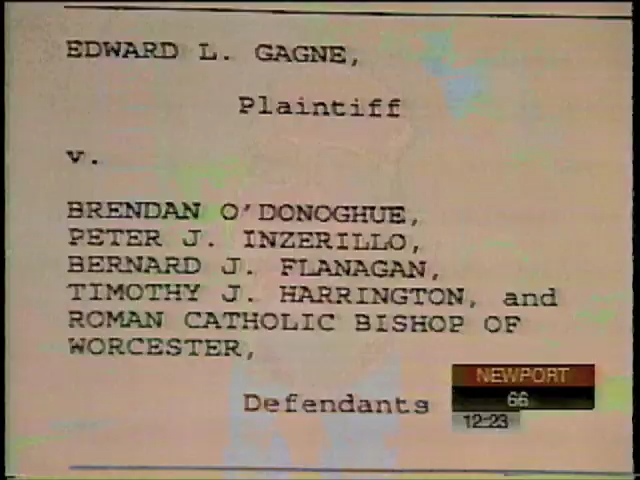 EDWARD L. GAGNE,
Plaintiff
v.
BRENDAN O'DONOGHUE,
PETER J. INZERILLO,
BERNARD J. FLANAGAN,
TIMOTHY J. HARRINGTON, and
ROMAN CATHOLIC BISHOP OF
WORCESTER,
Defendants
NEWPORT
66
12:23